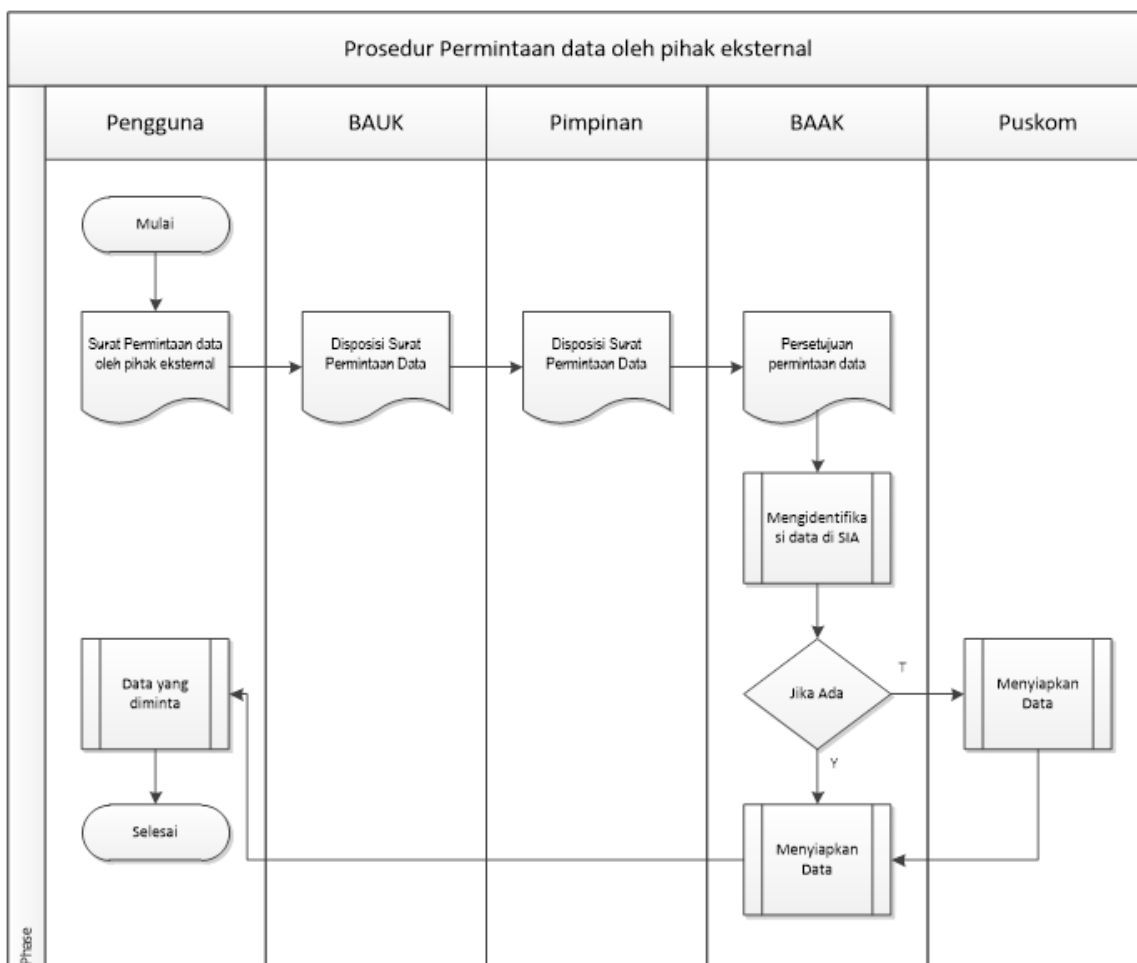 Prosedur Permintaan data oleh pihak eksternal
Pengguna
BAUK
Pimpinan
BAAK
Puskom
Mulai
Surat Permintaan data
oleh pihak eksternal
Disposisi Surat
Permintaan Data
Disposisi Surat
Permintaan Data
Persetujuan
permintaan data
Mengidentifika
si data di SIA
Jika Ada
T
Menyiapkan
Data
Y
Menyiapkan
Data
Data yang
diminta
Selesai
Phase